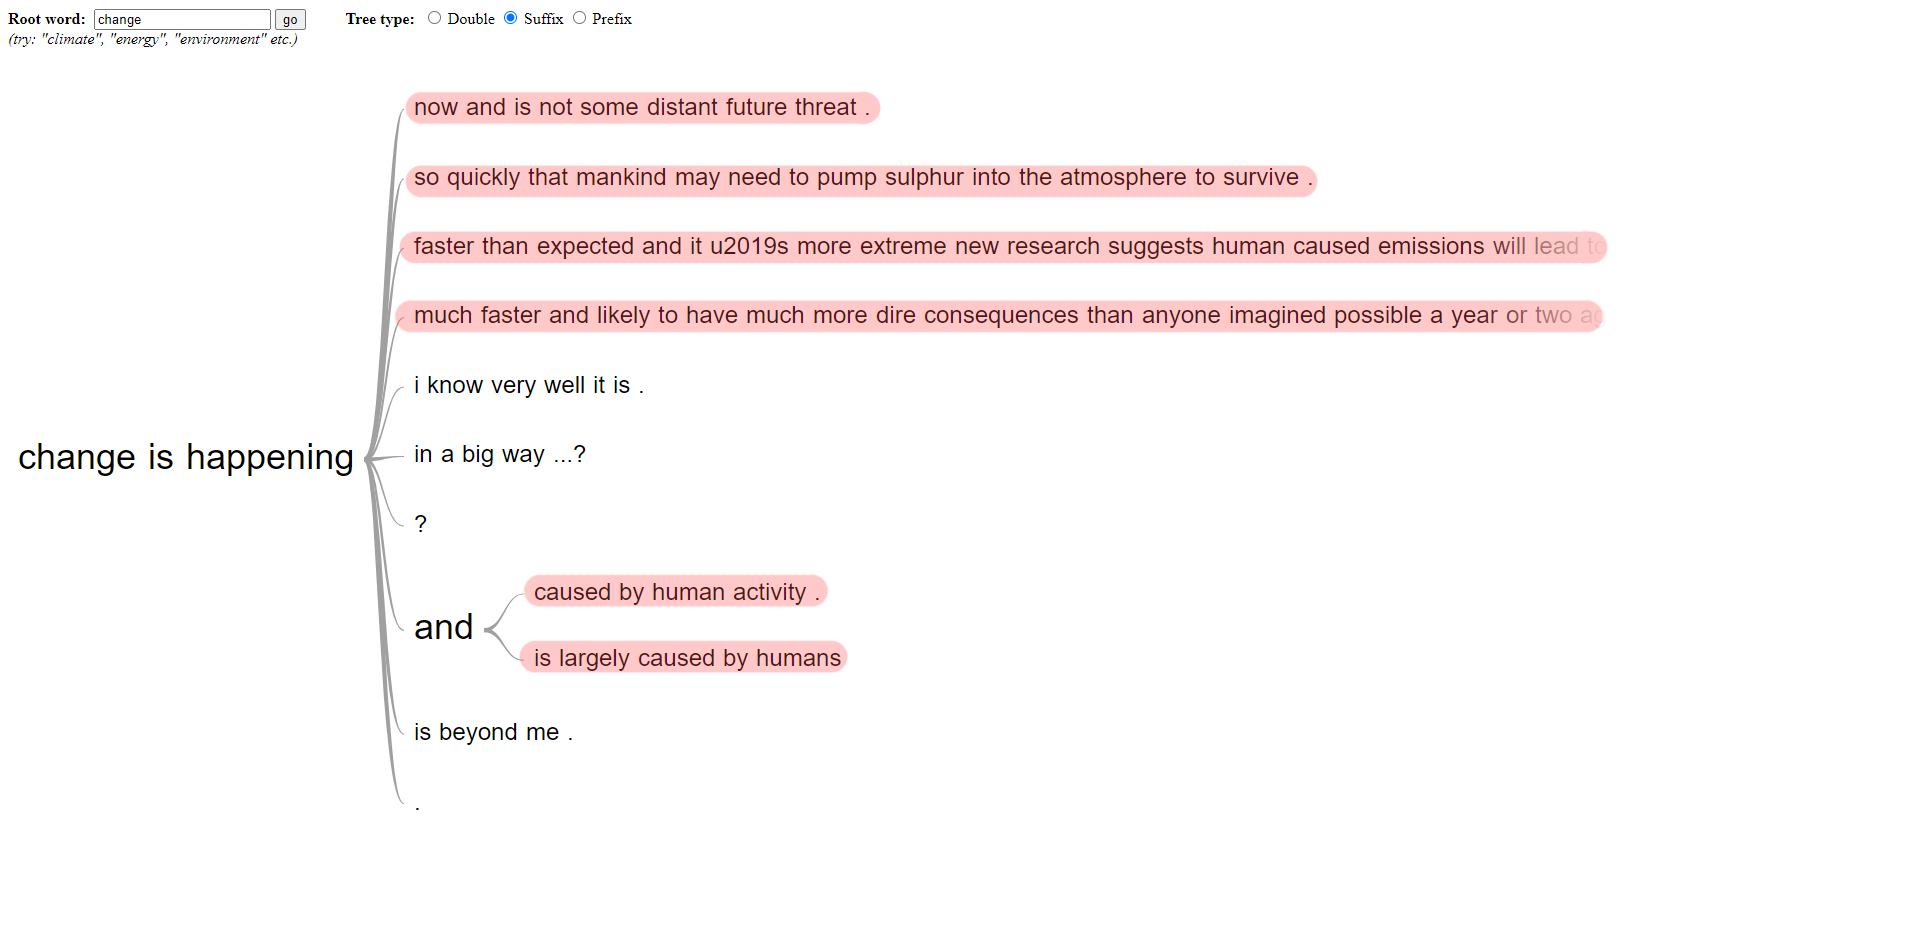 Root word: change go Tree type: Double Suffix Prefix
(try: "climate", "energy", "environment" etc.)
now and is not some distant future threat .
so quickly that mankind may need to pump sulphur into the atmosphere to survive .
faster than expected and it u2019s more extreme new research suggests human caused emissions will lead to
much faster and likely to have much more dire consequences than anyone imagined possible a year or two
i know very well it is .
change is happening
in a big way ...?
?
caused by human activity .
and
is largely caused by humans
is beyond me .
.